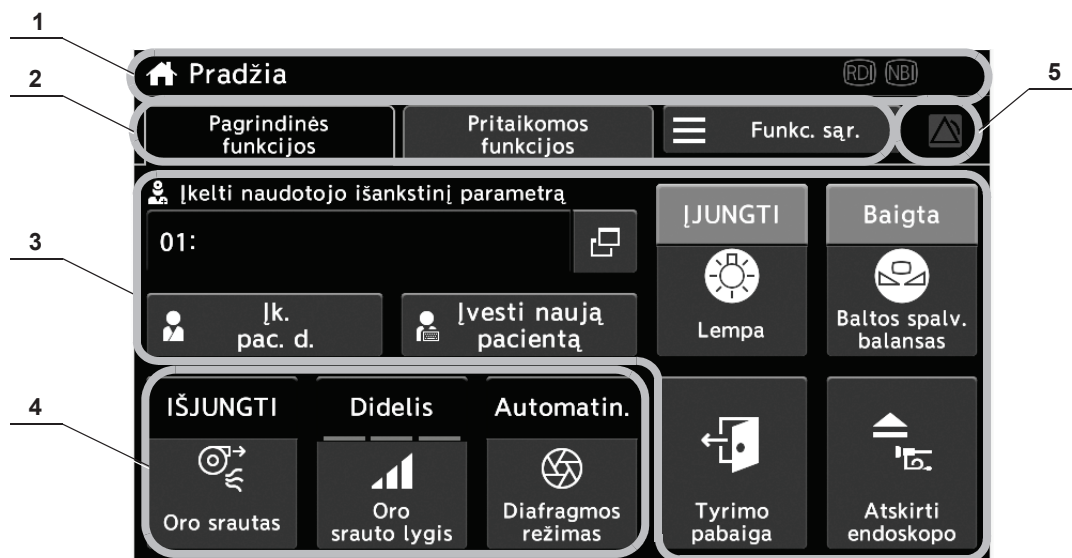 1
Pradžia
RDI NBI
2
5
Pagrindinės
funkcijos
Pritaikomos
funkcijos
Funkc. sąr.
Įkelti naudotojo išankstinį parametrą
01:
3
Įk.
pac. d.
Įvesti naują
pacientą
ĮJUNGTI
Lempa
Baigta
Baltos spalv.
balansas
4
IŠJUNGTI
Oro srautas
Didelis
Oro
srauto lygis
Automatin.
Diafragmos
režimas
Tyrimo
pabaiga
Atskirti
endoskopo